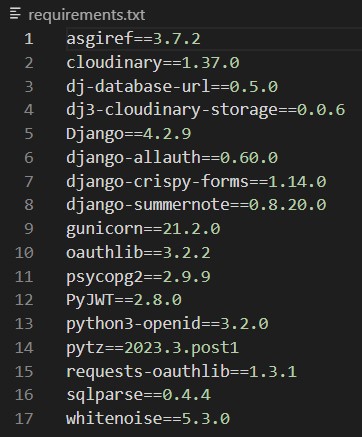 requirements.txt
1 asgiref==3.7.2
2 cloudinary==1.37.0
3 dj-database-url==0.5.0
4 dj3-cloudinary-storage==0.0.6
5 Django==4.2.9
6 django-allauth==0.60.0
7 django-crispy-forms==1.14.0
8 django-summernote==0.8.20.0
9 gunicorn==21.2.0
10 oauthlib==3.2.2
11 psycopg2==2.9.9
12 PyJWT==2.8.0
13 python3-openid==3.2.0
14 pytz==2023.3.post1
15 requests-oauthlib==1.3.1
16 sqlparse==0.4.4
17 whitenoise==5.3.0